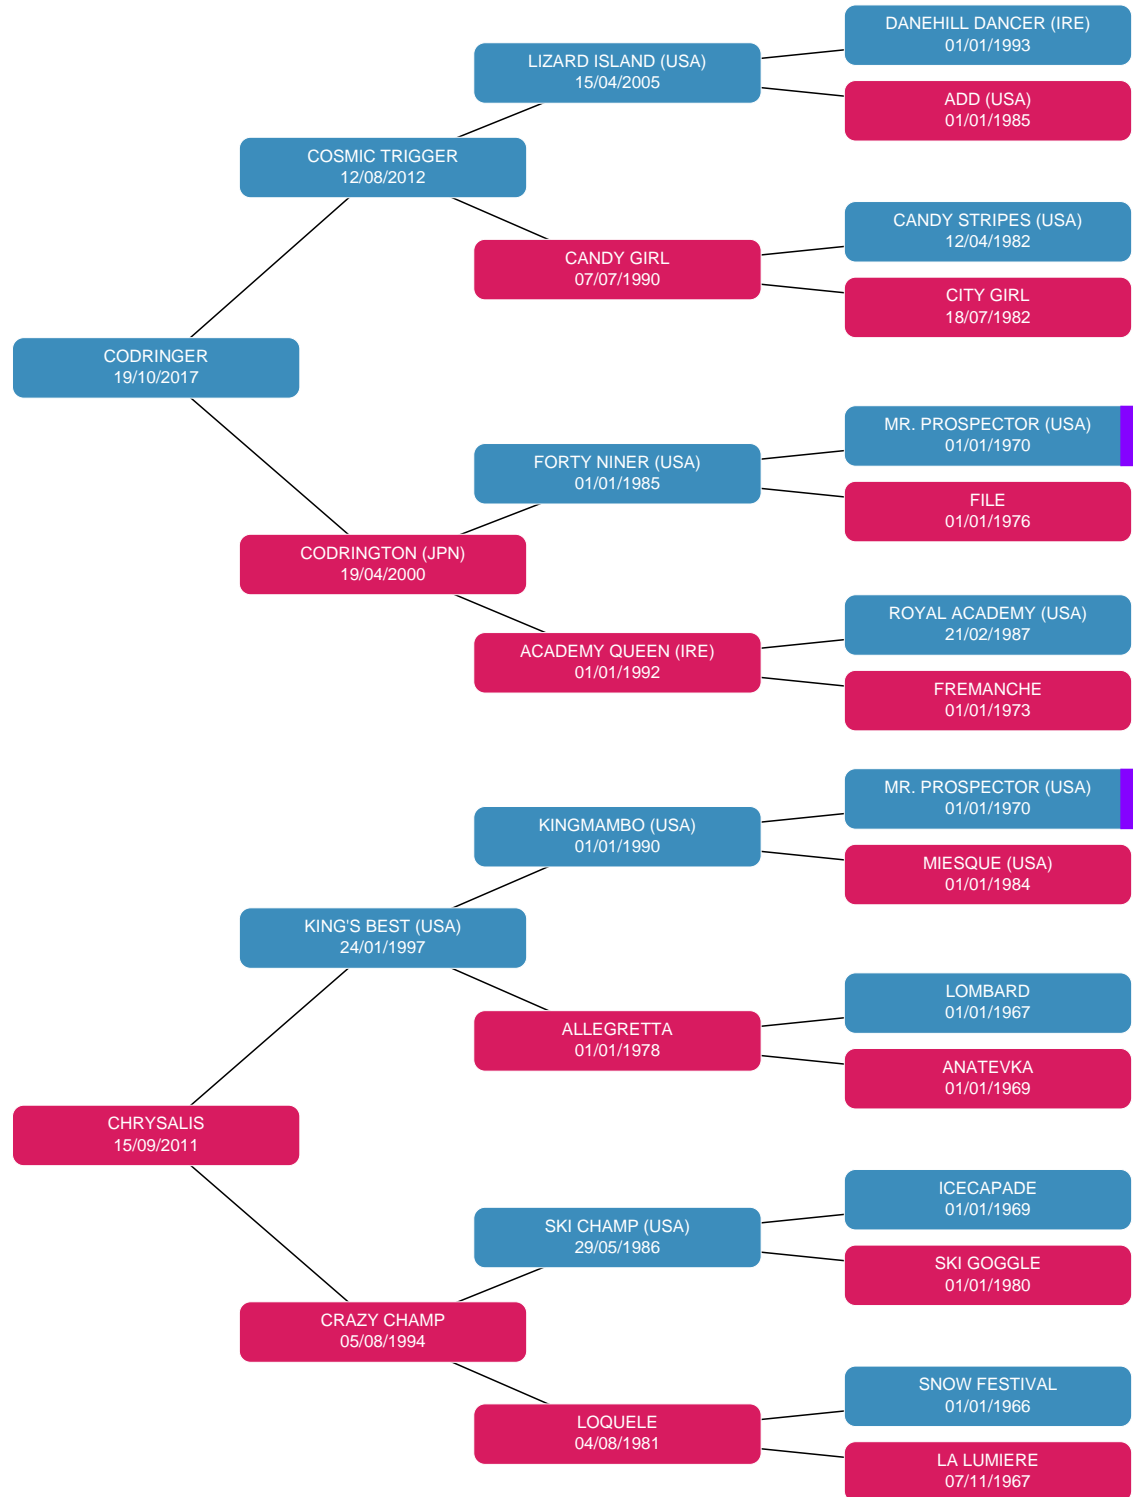 DANEHILL DANCER (IRE)
01/01/1993
LIZARD ISLAND (USA)
15/04/2005
ADD (USA)
01/01/1985
COSMIC TRIGGER
12/08/2012
CANDY STRIPES (USA)
12/04/1982
CANDY GIRL
07/07/1990
CITY GIRL
18/07/1982
CODRINGER
19/10/2017
MR. PROSPECTOR (USA)
01/01/1970
FORTY NINER (USA)
01/01/1985
FILE
01/01/1976
CODRINGTON (JPN)
19/04/2000
ROYAL ACADEMY (USA)
21/02/1987
ACADEMY QUEEN (IRE)
01/01/1992
FREMANCHE
01/01/1973
MR. PROSPECTOR (USA)
01/01/1970
KINGMAMBO (USA)
01/01/1990
MIESQUE (USA)
01/01/1984
KING'S BEST (USA)
24/01/1997
LOMBARD
01/01/1967
ALLEGRETTA
01/01/1978
ANATEVKA
01/01/1969
CHRYSALIS
15/09/2011
ICECAPADE
01/01/1969
SKI CHAMP (USA)
29/05/1986
SKI GOGGLE
01/01/1980
CRAZY CHAMP
05/08/1994
SNOW FESTIVAL
01/01/1966
LOQUELE
04/08/1981
LA LUMIERE
07/11/1967